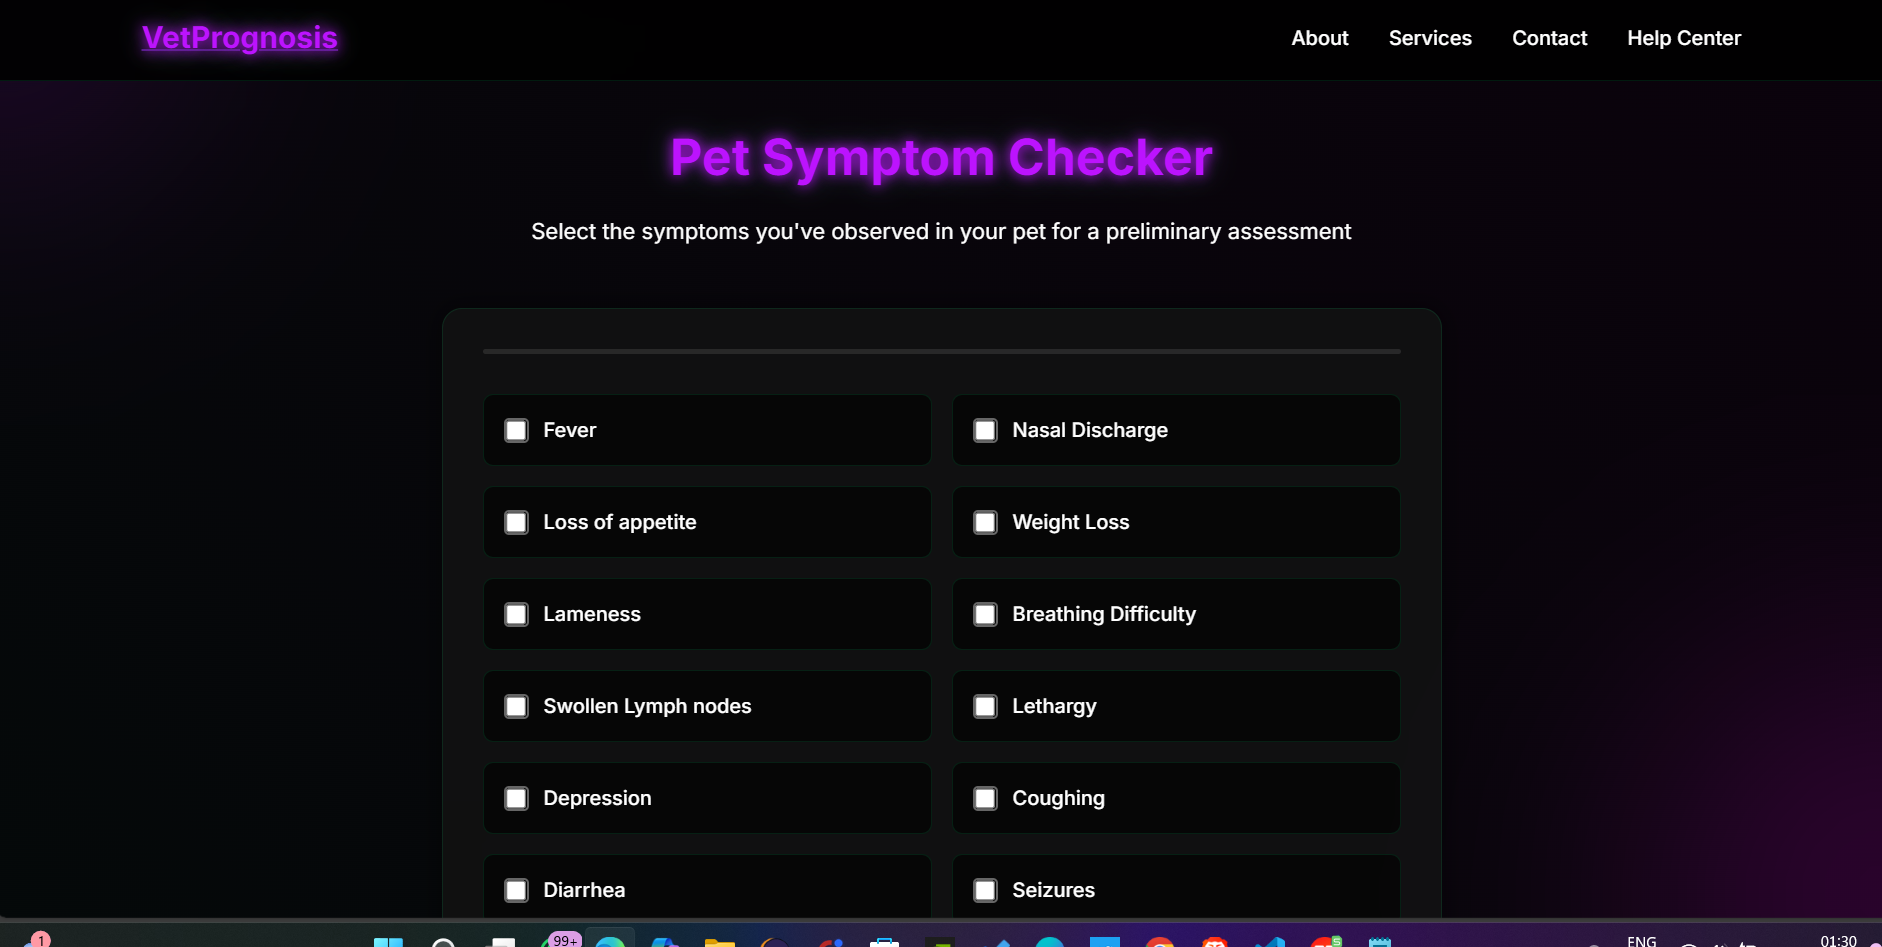 VetPrognosis
About Services Contact Help Center
Pet Symptom Checker
Select the symptoms you've observed in your pet for a preliminary assessment
Fever
Nasal Discharge
Loss of appetite
Weight Loss
Lameness
Breathing Difficulty
Swollen Lymph nodes
Lethargy
Depression
Coughing
Diarrhea
Seizures
1
99+
S
ENG
01:30